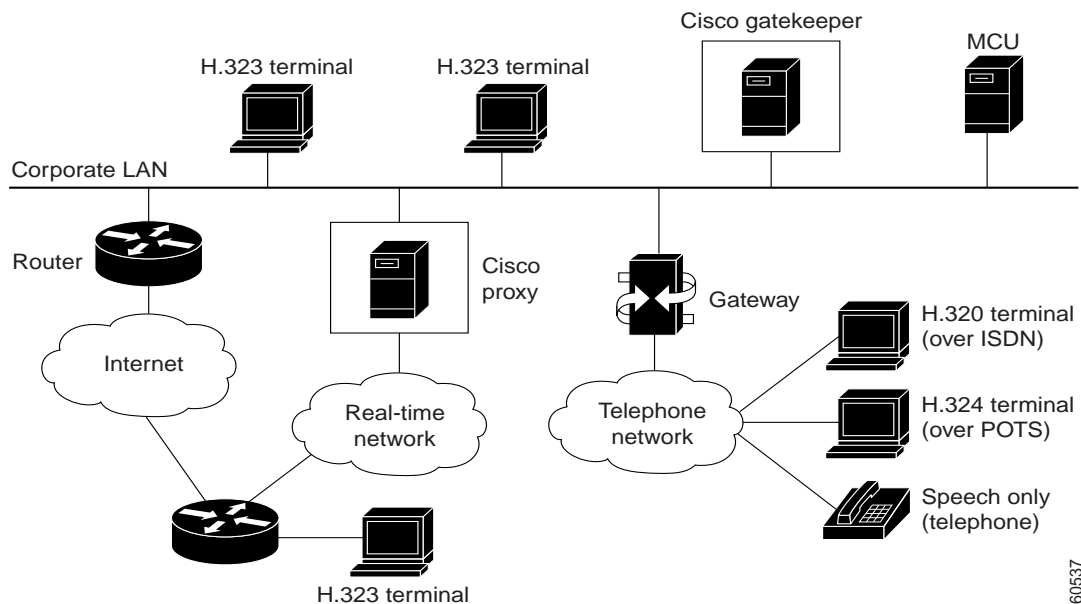 Cisco gatekeeper
MCU
H.323 terminal
H.323 terminal
Corporate LAN
Router
Cisco
proxy
Gateway
H.320 terminal
(over ISDN)
Internet
Real-time
network
Telephone
network
H.324 terminal
(over POTS)
Speech only
(telephone)
H.323 terminal
60537